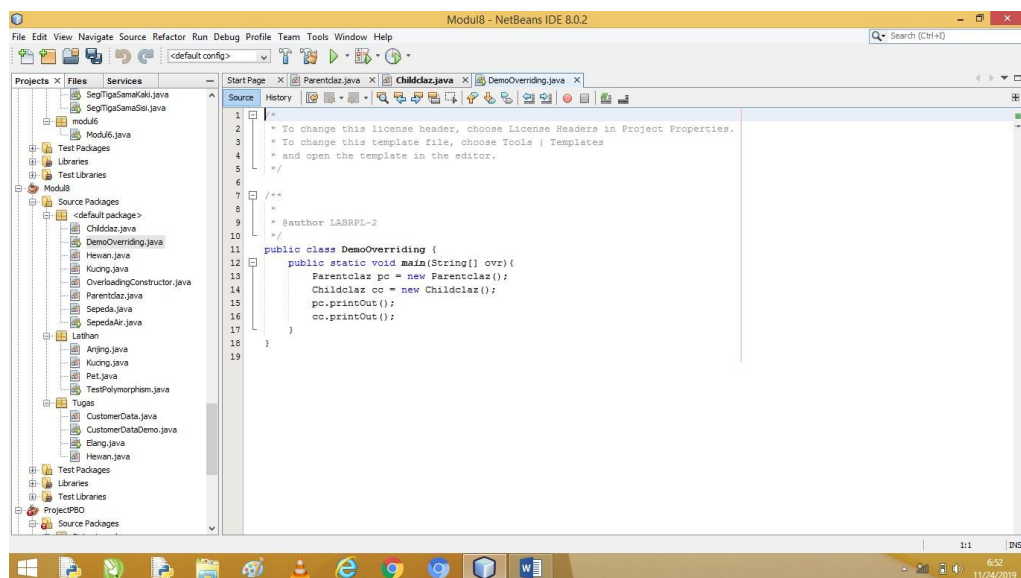 Modul8 - NetBeans IDE 8.0.2
File Edit View Navigate Source Refactor Run Debug Profile Team Tools Window Help
Search (Ctrl+I)
<default config>
Projects Files Services
Start Page Parentclaz.java Childclaz.java DemoOverriding.java
Source History
SegiTigaSamaKaki.java
SegiTigaSamaSisi.java
modul6
Modul6.java
Test Packages
Libraries
Test Libraries
Modul8
Source Packages
<default package>
Childclaz.java
DemoOverriding.java
Hewan.java
Kucing.java
OverloadingConstructor.java
Parentclaz.java
Sepeda.java
SepedaAir.java
Latihan
Anjing.java
Kucing.java
Pet.java
TestPolymorphism.java
Tugas
CustomerData.java
CustomerDataDemo.java
Elang.java
Hewan.java
Test Packages
Libraries
Test Libraries
ProjectPBO
Source Packages
1 /*
2 * To change this license header, choose License Headers in Project Properties.
3 * To change this template file, choose Tools | Templates
4 * and open the template in the editor.
5 */
6
7 /**
8 *
9 * @author LABRPL-2
10 */
11 public class DemoOverriding {
12 public static void main(String[] ovr){
13 Parentclaz pc = new Parentclaz();
14 Childclaz cc = new Childclaz();
15 pc.printOut();
16 cc.printOut();
17 }
18 }
19
1:1 INS
6:52
11/24/2019